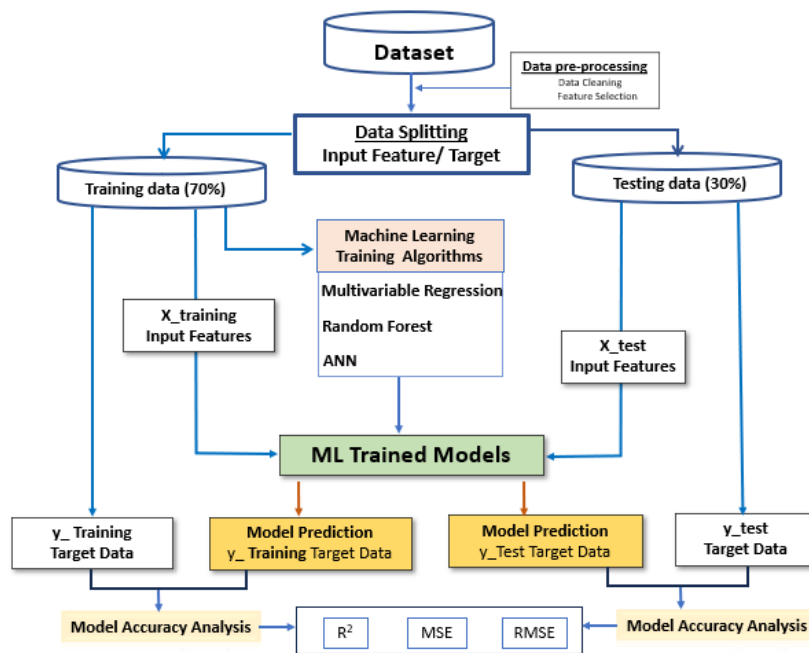 Dataset
Data pre-processing
Data Cleaning
Feature Selection
Data Splitting
Input Feature/ Target
Training data (70%)
Testing data (30%)
Machine Learning
Training Algorithms
Multivariable Regression
Random Forest
ANN
X_training
Input Features
X_test
Input Features
ML Trained Models
y_ Training
Target Data
Model Prediction
y_ Training Target Data
Model Prediction
y_Test Target Data
y_test
Target Data
Model Accuracy Analysis
R²
MSE
RMSE
Model Accuracy Analysis